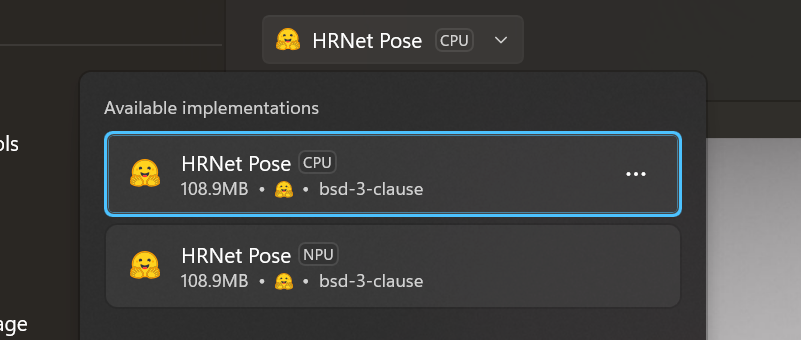 HRNet Pose CPU
Available implementations
ols
HRNet Pose CPU
108.9MB • 🤗 • bsd-3-clause
HRNet Pose NPU
108.9MB • 🤗 • bsd-3-clause
age